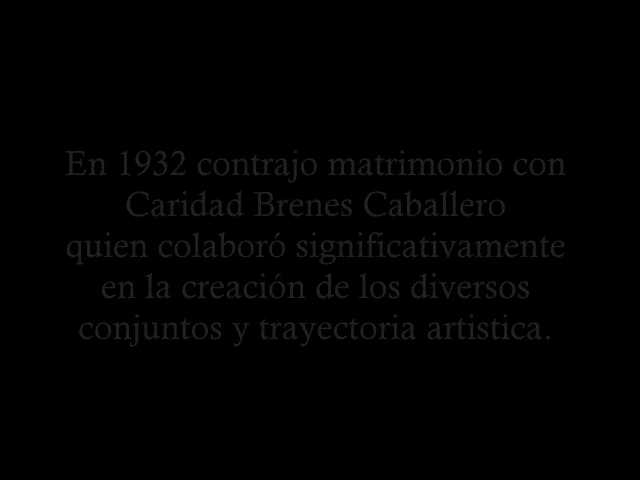 En 1932 contrajo matrimonio con
Caridad Brenes Caballero
quien colaboró significativamente
en la creación de los diversos
conjuntos y trayectoria artistica.